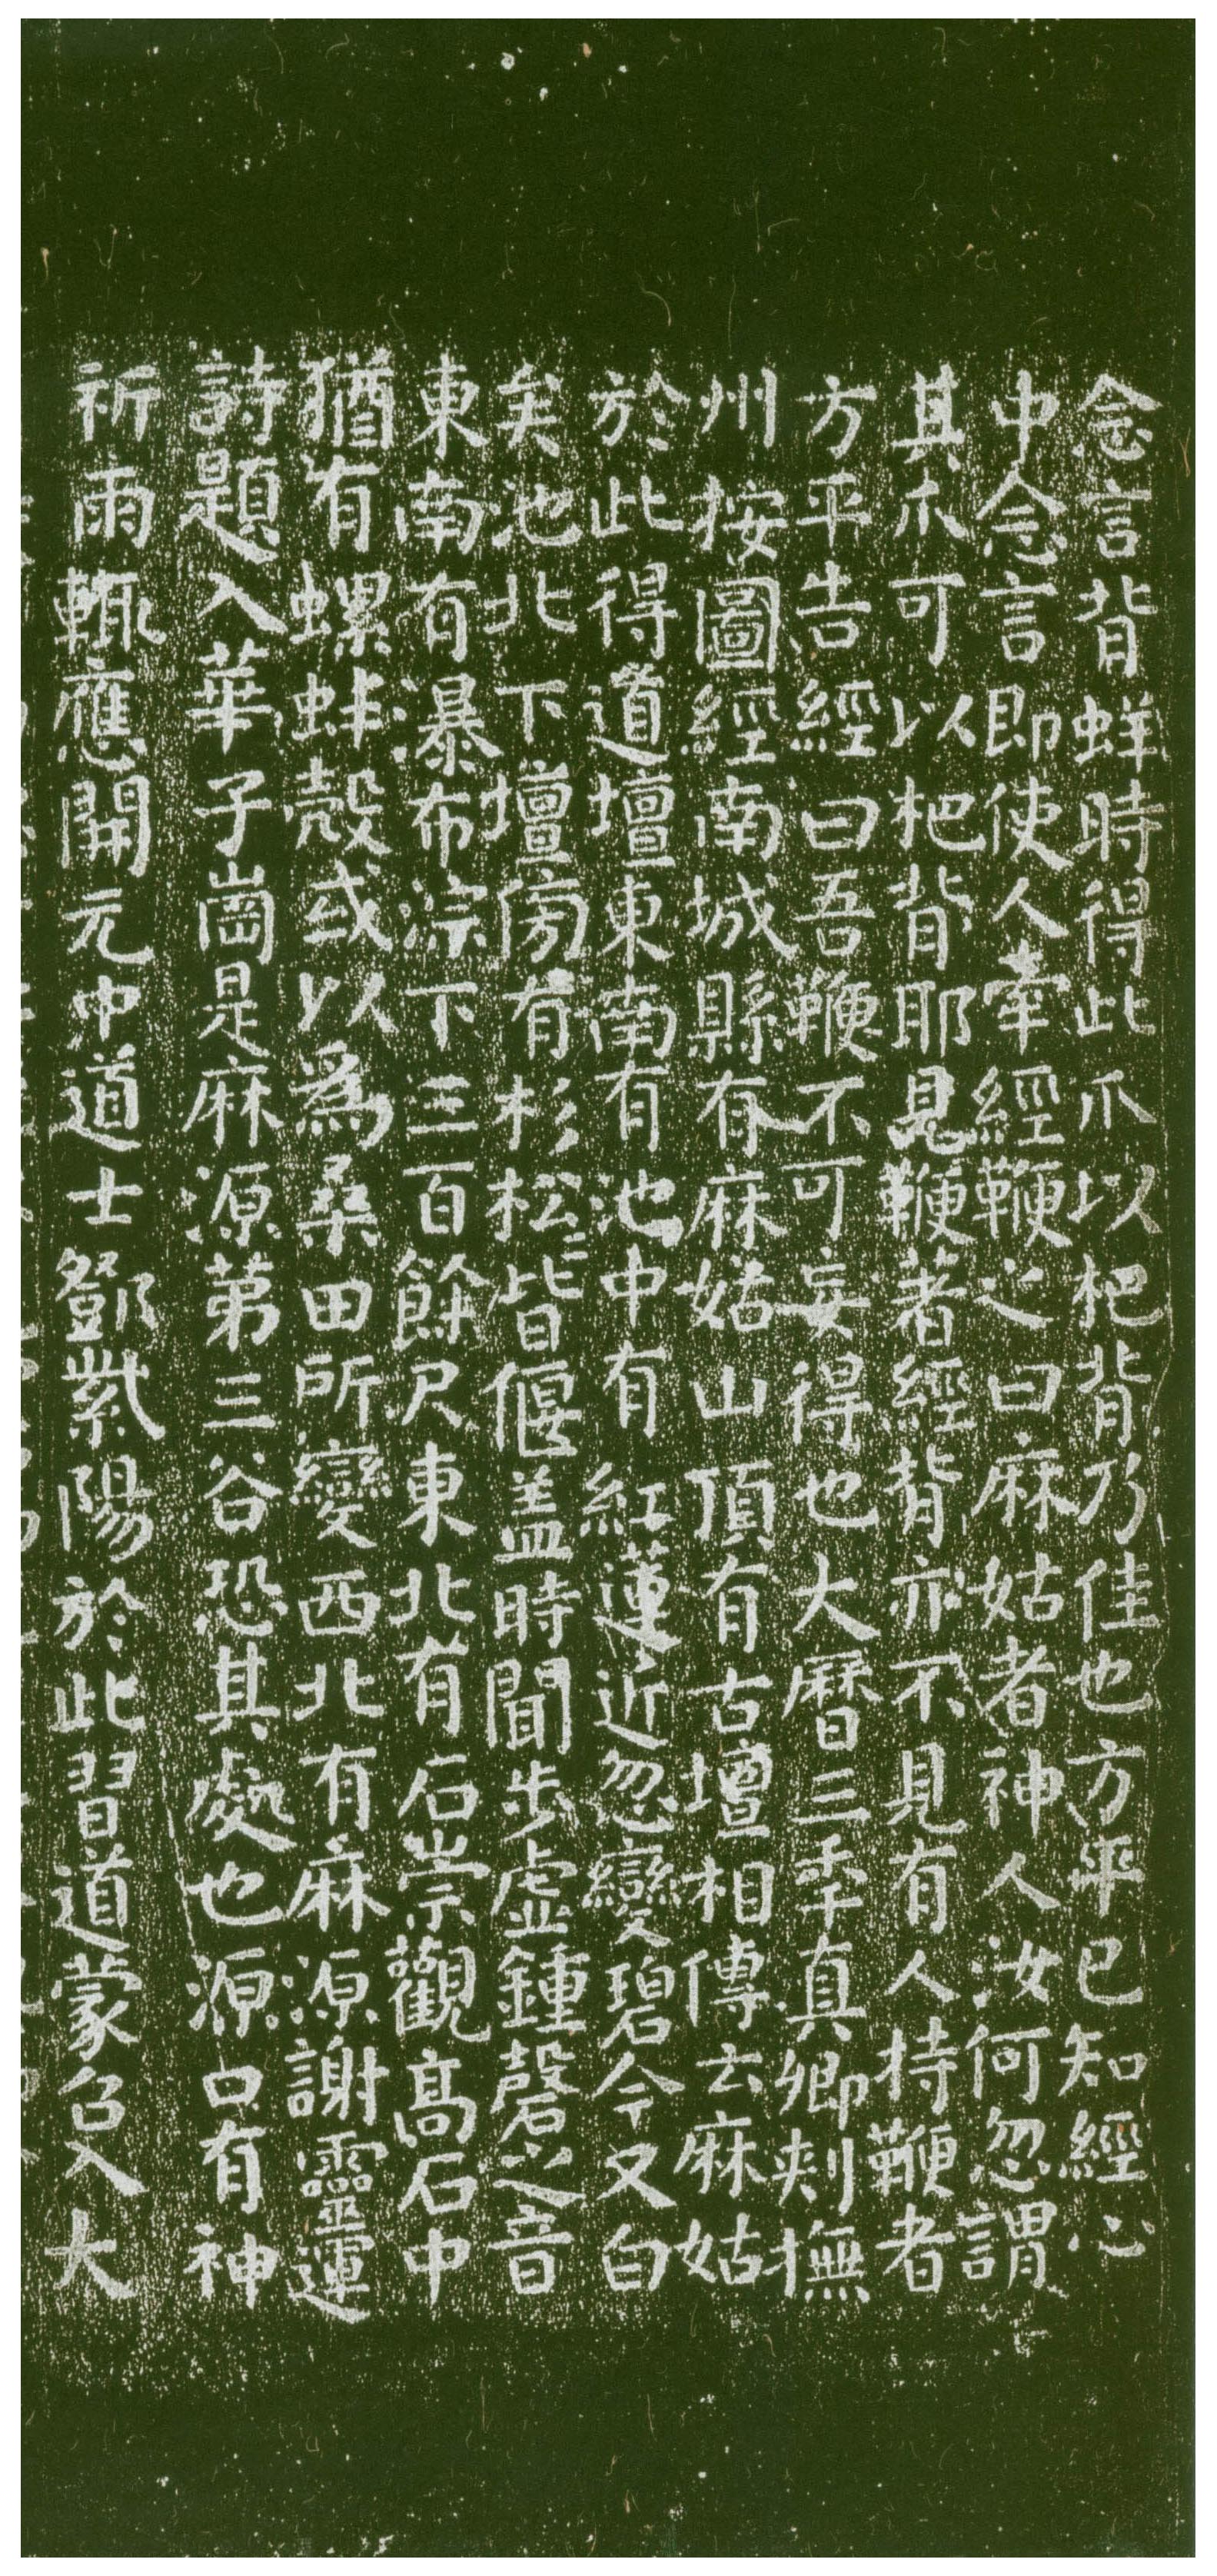 念言背蛘時得此爪以杷背乃佳也方平已知經心
中念言即使人牽經鞭之曰麻姑者神人汝何忽謂
其爪可以杷背耶見鞭著經背亦不見有人持鞭者
方平告經曰吾鞭不可妄得也大曆三秊真卿刺撫
州按圖經南城縣有麻姑山頂有古壇相傳云麻姑
於此得道壇東南有池中有紅蓮近忽變碧今又白
矣池北下壇傍有杉松松皆偃盖時聞步虛鍾磬之音
東南有暴布淙下三百餘尺東北有石崇觀高石中
猶有螺蚌殼或以為桑田所變西北有麻源謝靈運
詩題入華子崗是麻源第三谷恐其處也源口有神
祈雨輒應開元中道士鄧紫陽於此習道蒙召入大